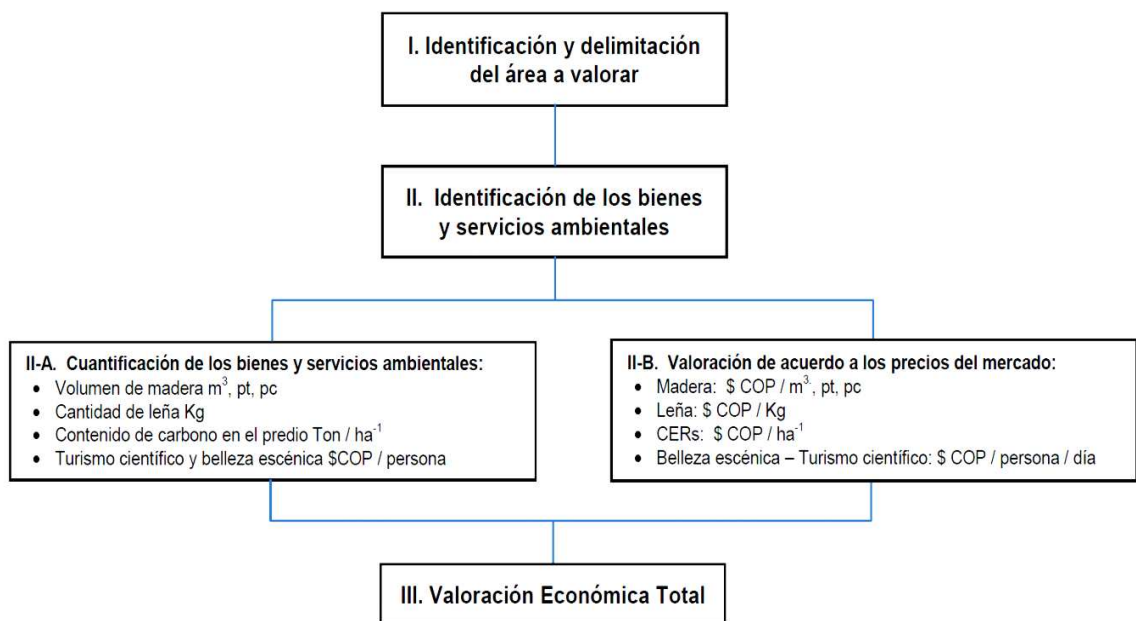 I. Identificación y delimitación
del área a valorar
II.  Identificación de los bienes
y servicios ambientales
II-A.  Cuantificación de los bienes y servicios ambientales:
• Volumen de madera m³, pt, pc
• Cantidad de leña Kg
• Contenido de carbono en el predio Ton / ha⁻¹
• Turismo científico y belleza escénica $COP / persona
II-B.  Valoración de acuerdo a los precios del mercado:
• Madera:  $ COP / m³·, pt, pc
• Leña: $ COP / Kg
• CERs:  $ COP / ha⁻¹
• Belleza escénica – Turismo científico: $ COP / persona / día
III. Valoración Económica Total